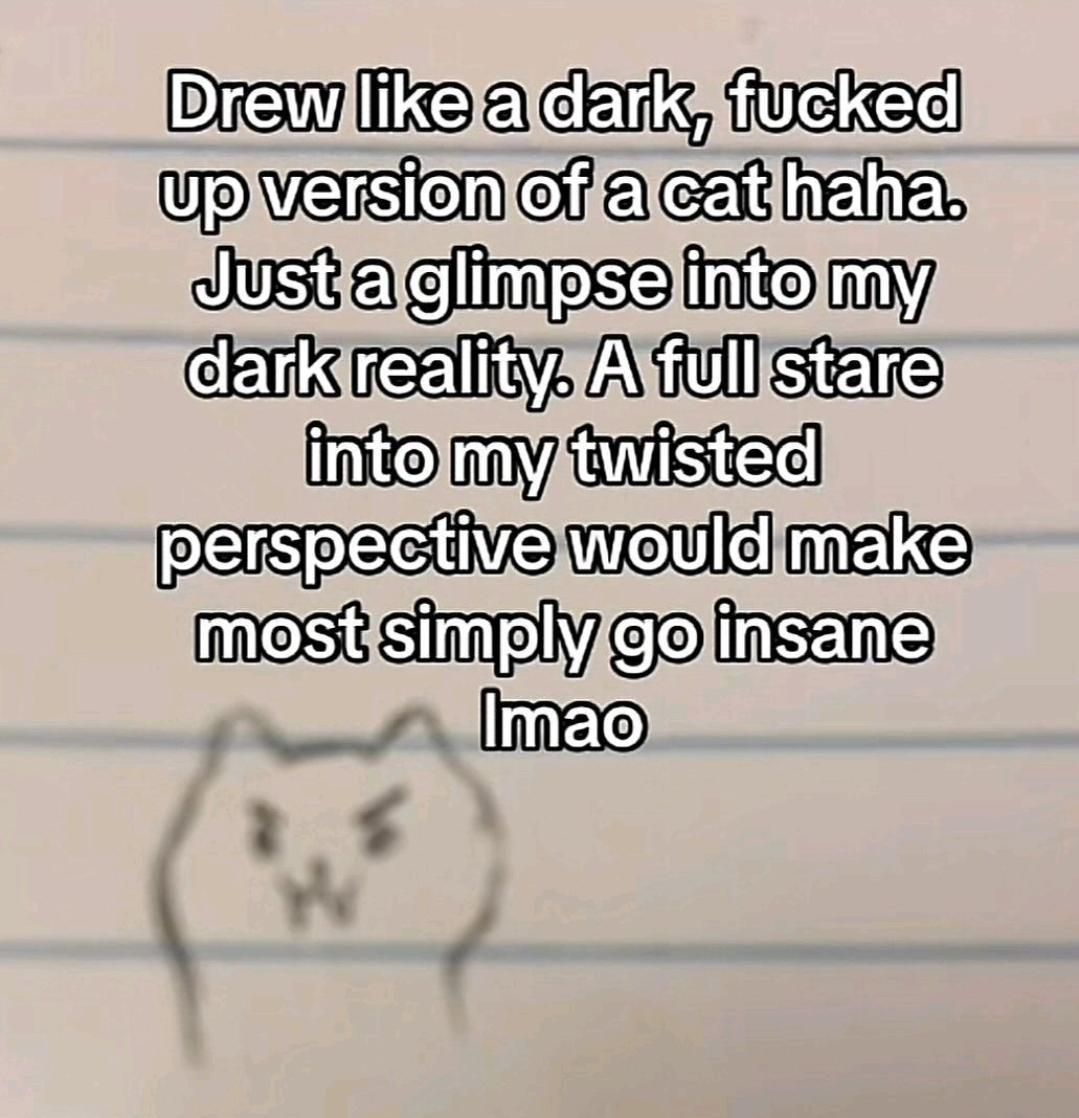 Drew like a dark, fucked
up version of a cat haha.
Just a glimpse into my
dark reality. A full stare
into my twisted
perspective would make
most simply go insane
lmao